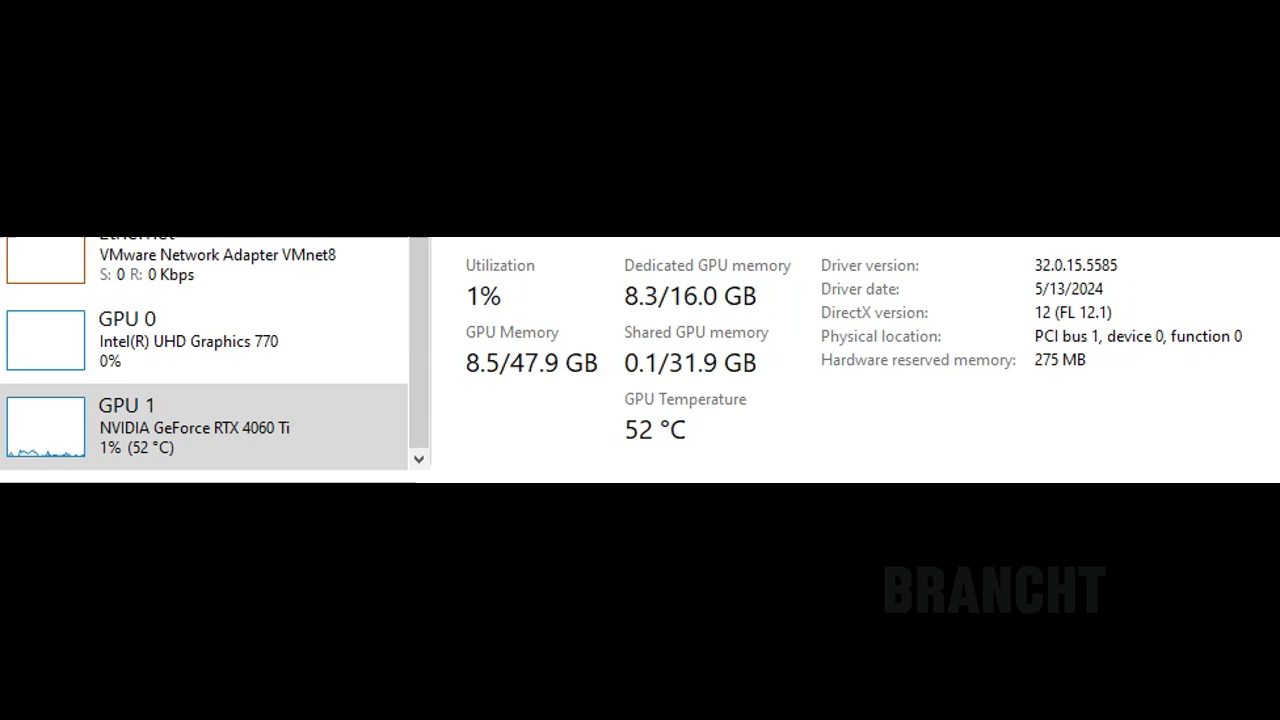 Ethernet
VMware Network Adapter VMnet8
S: 0 R: 0 Kbps
GPU 0
Intel(R) UHD Graphics 770
0%
GPU 1
NVIDIA GeForce RTX 4060 Ti
1% (52 °C)
Utilization
1%
GPU Memory
8.5/47.9 GB
Dedicated GPU memory
8.3/16.0 GB
Shared GPU memory
0.1/31.9 GB
GPU Temperature
52 °C
Driver version: 32.0.15.5585
Driver date: 5/13/2024
DirectX version: 12 (FL 12.1)
Physical location: PCI bus 1, device 0, function 0
Hardware reserved memory: 275 MB
BRANCHT